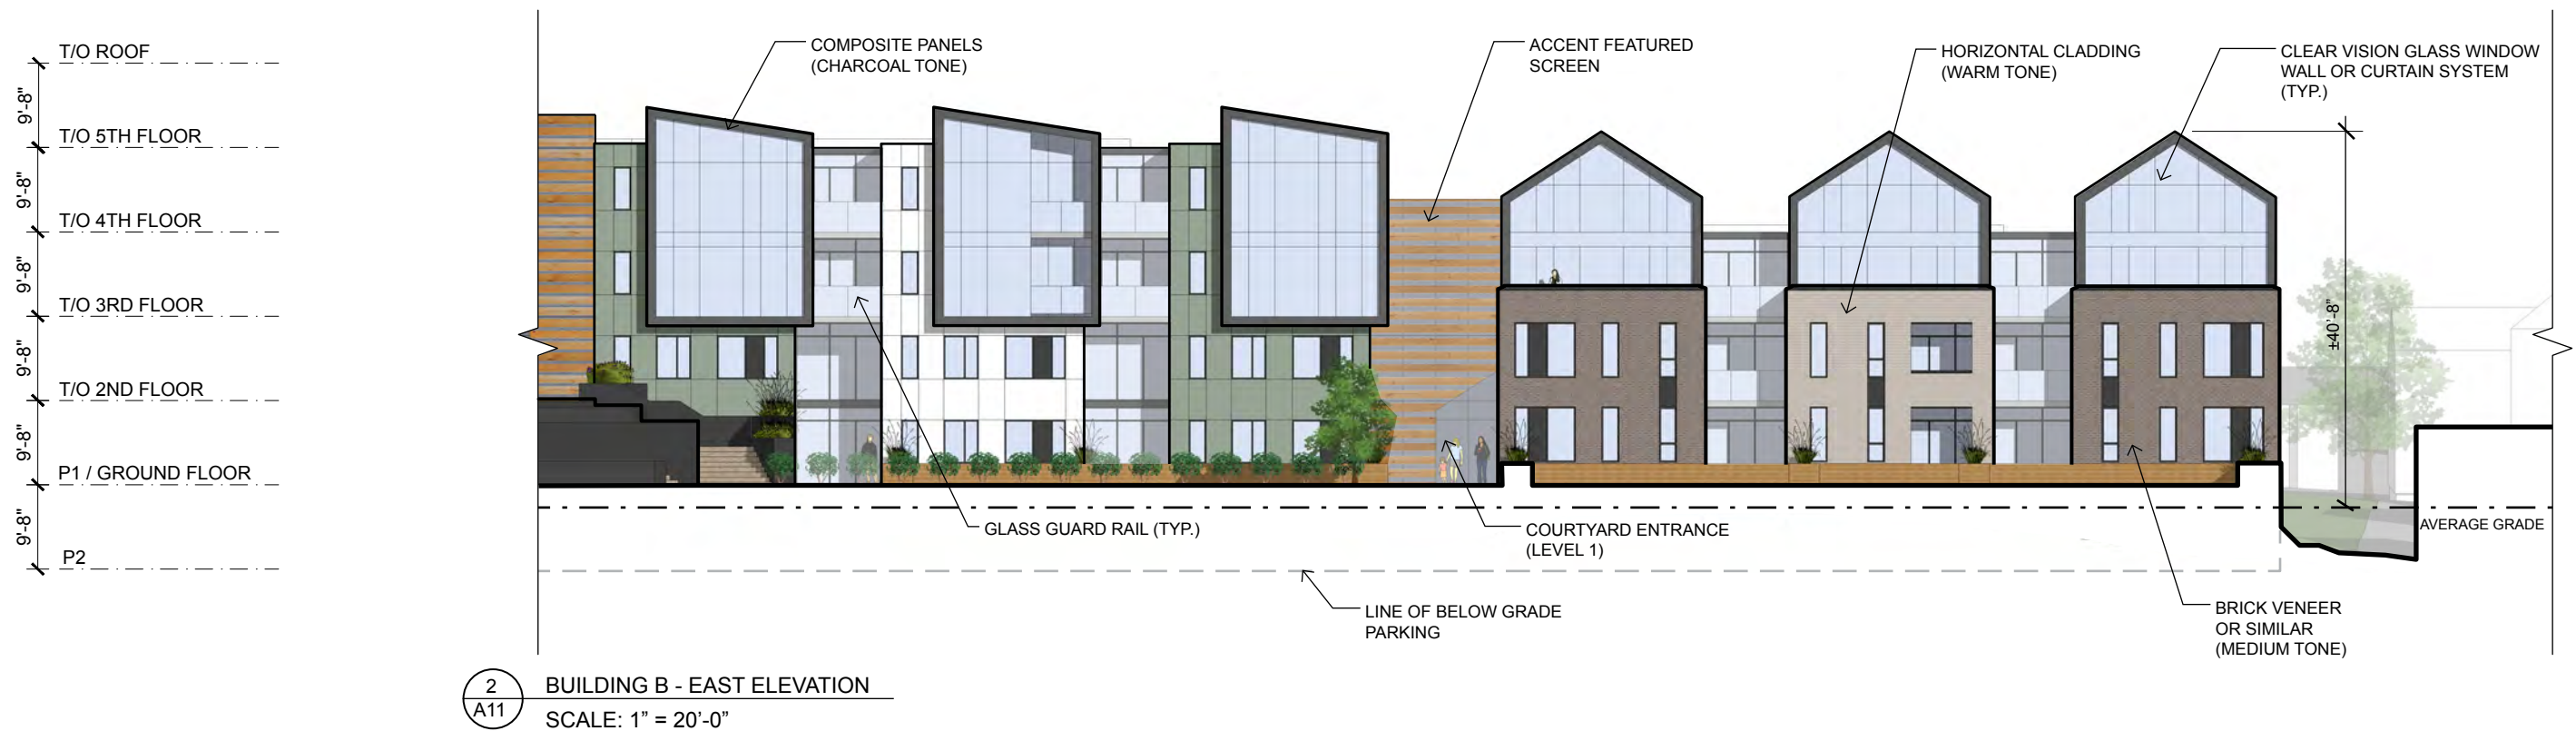 T/O ROOF
9'-8"
T/O 5TH FLOOR
9'-8"
T/O 4TH FLOOR
9'-8"
T/O 3RD FLOOR
9'-8"
T/O 2ND FLOOR
9'-8"
P1 / GROUND FLOOR
9'-8"
P2
COMPOSITE PANELS
(CHARCOAL TONE)
ACCENT FEATURED
SCREEN
HORIZONTAL CLADDING
(WARM TONE)
CLEAR VISION GLASS WINDOW
WALL OR CURTAIN SYSTEM
(TYP.)
±40'-8"
GLASS GUARD RAIL (TYP.)
COURTYARD ENTRANCE
(LEVEL 1)
AVERAGE GRADE
LINE OF BELOW GRADE
PARKING
BRICK VENEER
OR SIMILAR
(MEDIUM TONE)
2
A11
BUILDING B - EAST ELEVATION
SCALE: 1” = 20’-0”